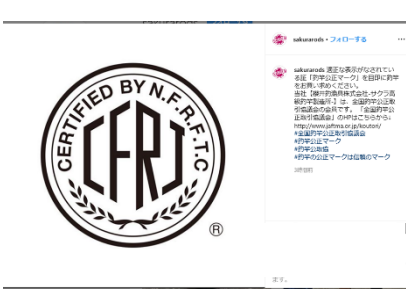 CERTIFIED BY N.F.R.F.T.C
CFRJ
®
sakurarods • フォローする
sakurarods 適正な表示がなされてい
る証「釣竿公正マーク」を目印に釣竿
をお買い求めください。
当社【櫻井釣漁具株式会社-サクラ高
級釣竿製造所-】は、全国釣竿公正取
引協議会の会員です。「全国釣竿公
正取引協議会」のHPはこちらから↓
http://www.jaftma.or.jp/koutori/
#全国釣竿公正取引協議会
#釣竿公正マーク
#釣竿公取協
#釣竿の公正マークは信頼のマーク
ます。